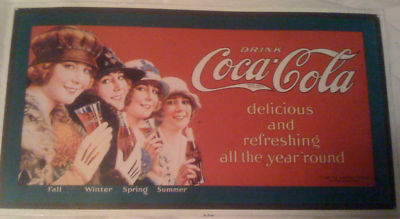 DRINK
Coca-Cola
delicious
and
refreshing
all the year 'round
Fall Winter Spring Summer